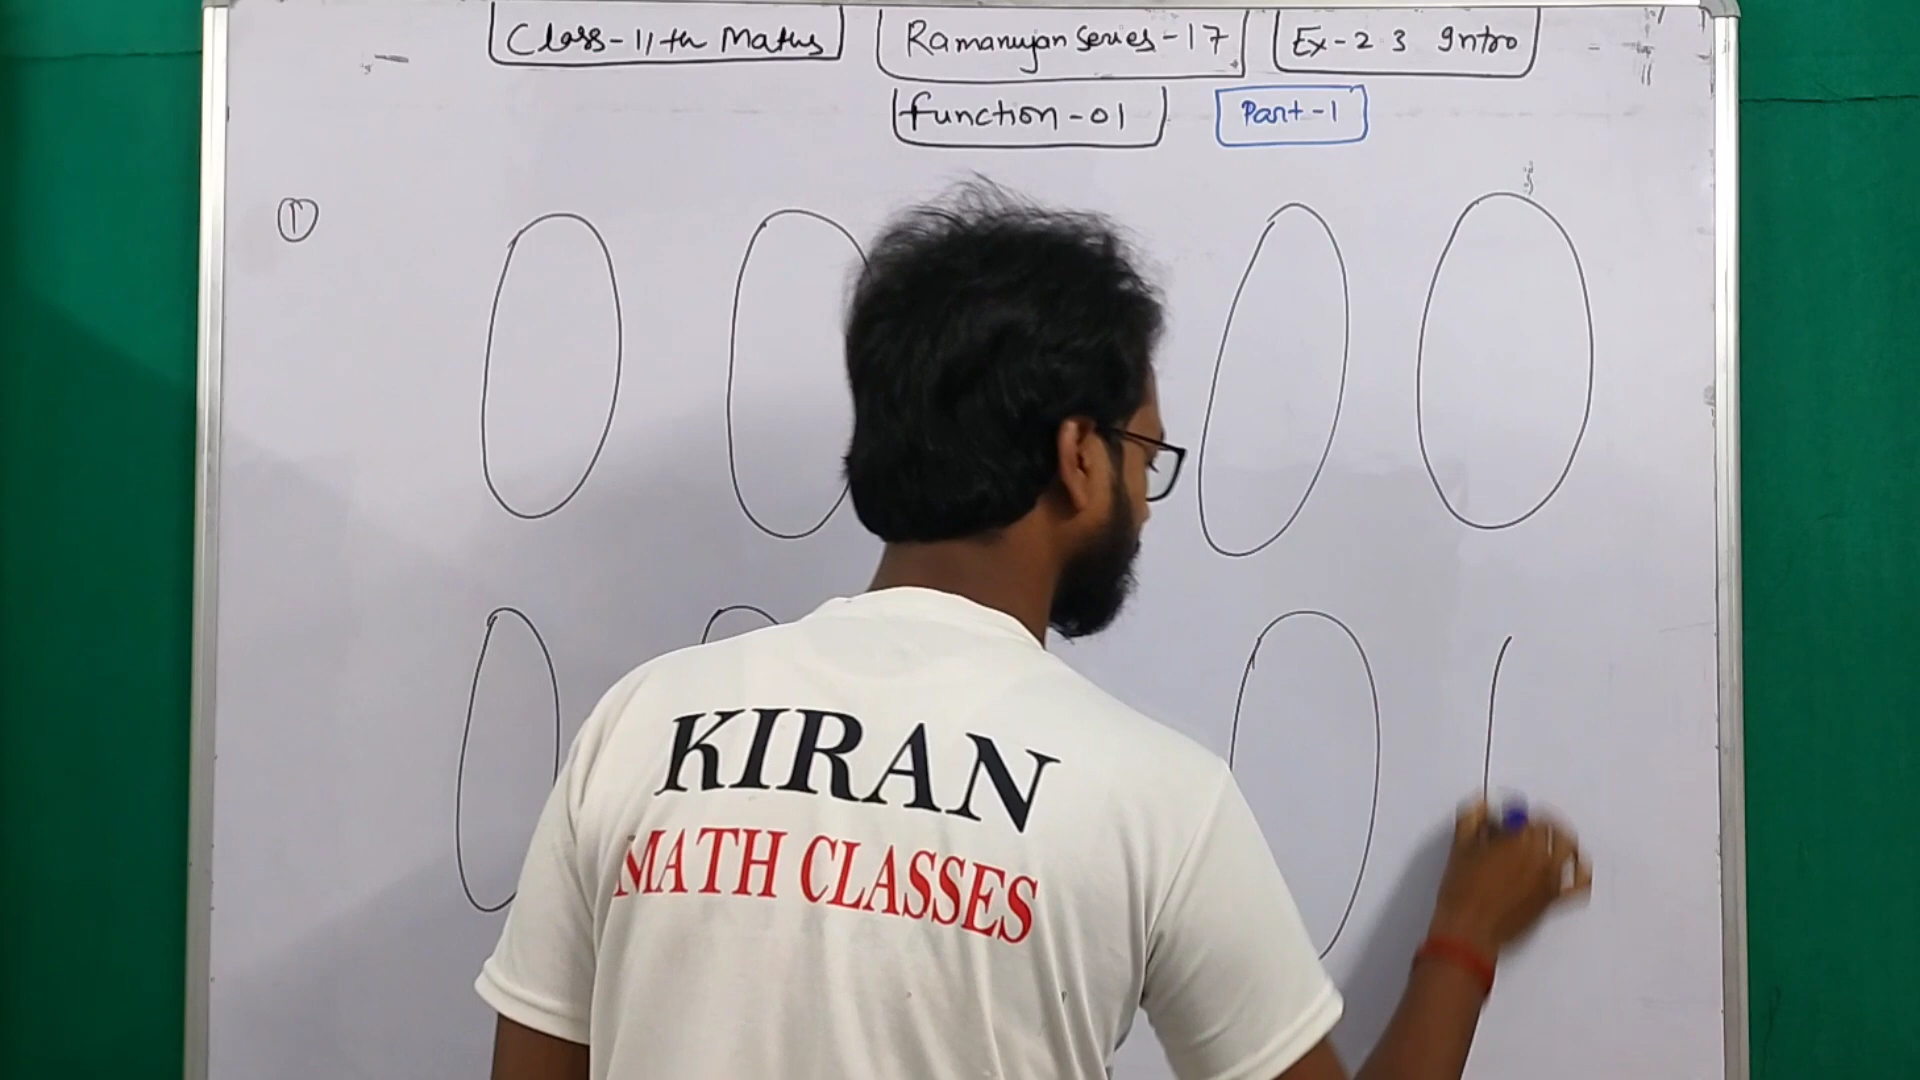 Class-11th Maths Ramanujan Series-17 Ex-2.3 Intro
function-01 Part-1
1
KIRAN
MATH CLASSES